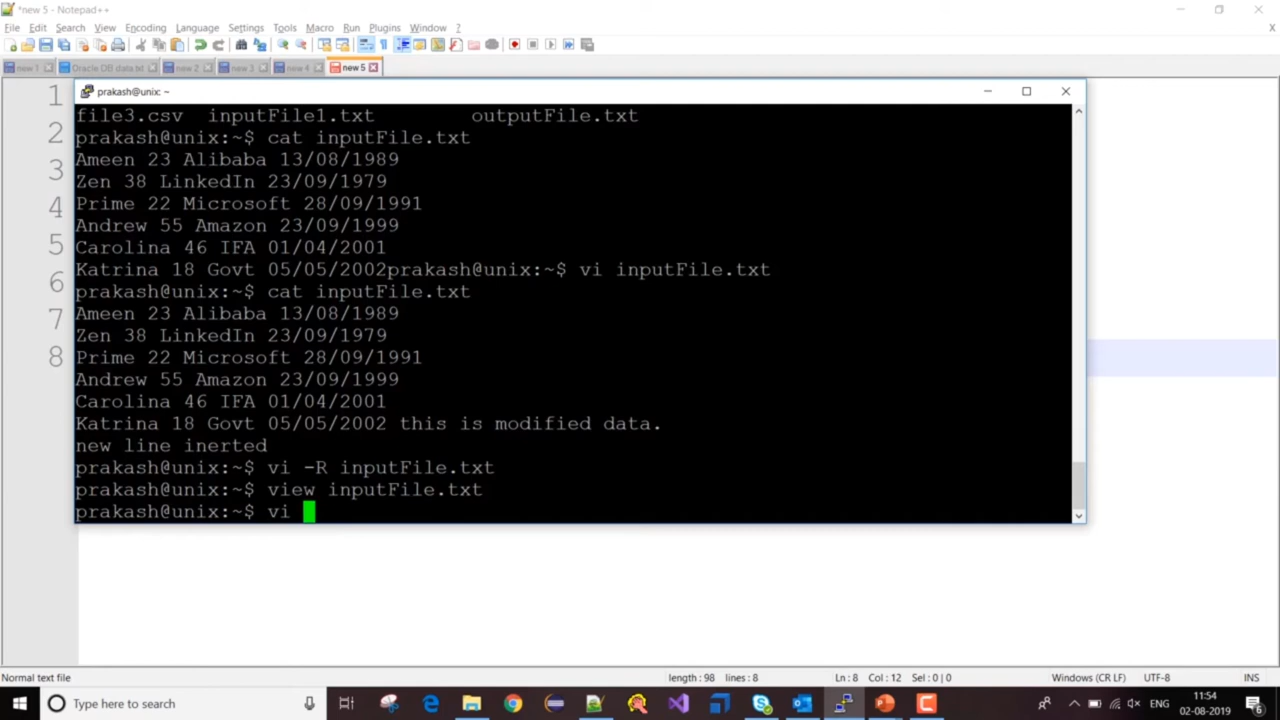 *new 5 - Notepad++
File Edit Search View Encoding Language Settings Tools Macro Run Plugins Window ?
new 1 Oracle DB data.txt new 2 new 3 new 4 new 5
prakash@unix: ~
1
2
3
4
5
6
7
8
file3.csv inputFile1.txt outputFile.txt
prakash@unix:~$ cat inputFile.txt
Ameen 23 Alibaba 13/08/1989
Zen 38 LinkedIn 23/09/1979
Prime 22 Microsoft 28/09/1991
Andrew 55 Amazon 23/09/1999
Carolina 46 IFA 01/04/2001
Katrina 18 Govt 05/05/2002prakash@unix:~$ vi inputFile.txt
prakash@unix:~$ cat inputFile.txt
Ameen 23 Alibaba 13/08/1989
Zen 38 LinkedIn 23/09/1979
Prime 22 Microsoft 28/09/1991
Andrew 55 Amazon 23/09/1999
Carolina 46 IFA 01/04/2001
Katrina 18 Govt 05/05/2002 this is modified data.
new line inerted
prakash@unix:~$ vi -R inputFile.txt
prakash@unix:~$ view inputFile.txt
prakash@unix:~$ vi
Normal text file length : 98 lines : 8 Ln : 8 Col : 12 Sel : 0 | 0 Windows (CR LF) UTF-8 INS
Type here to search
ENG
11:54
02-08-2019
6